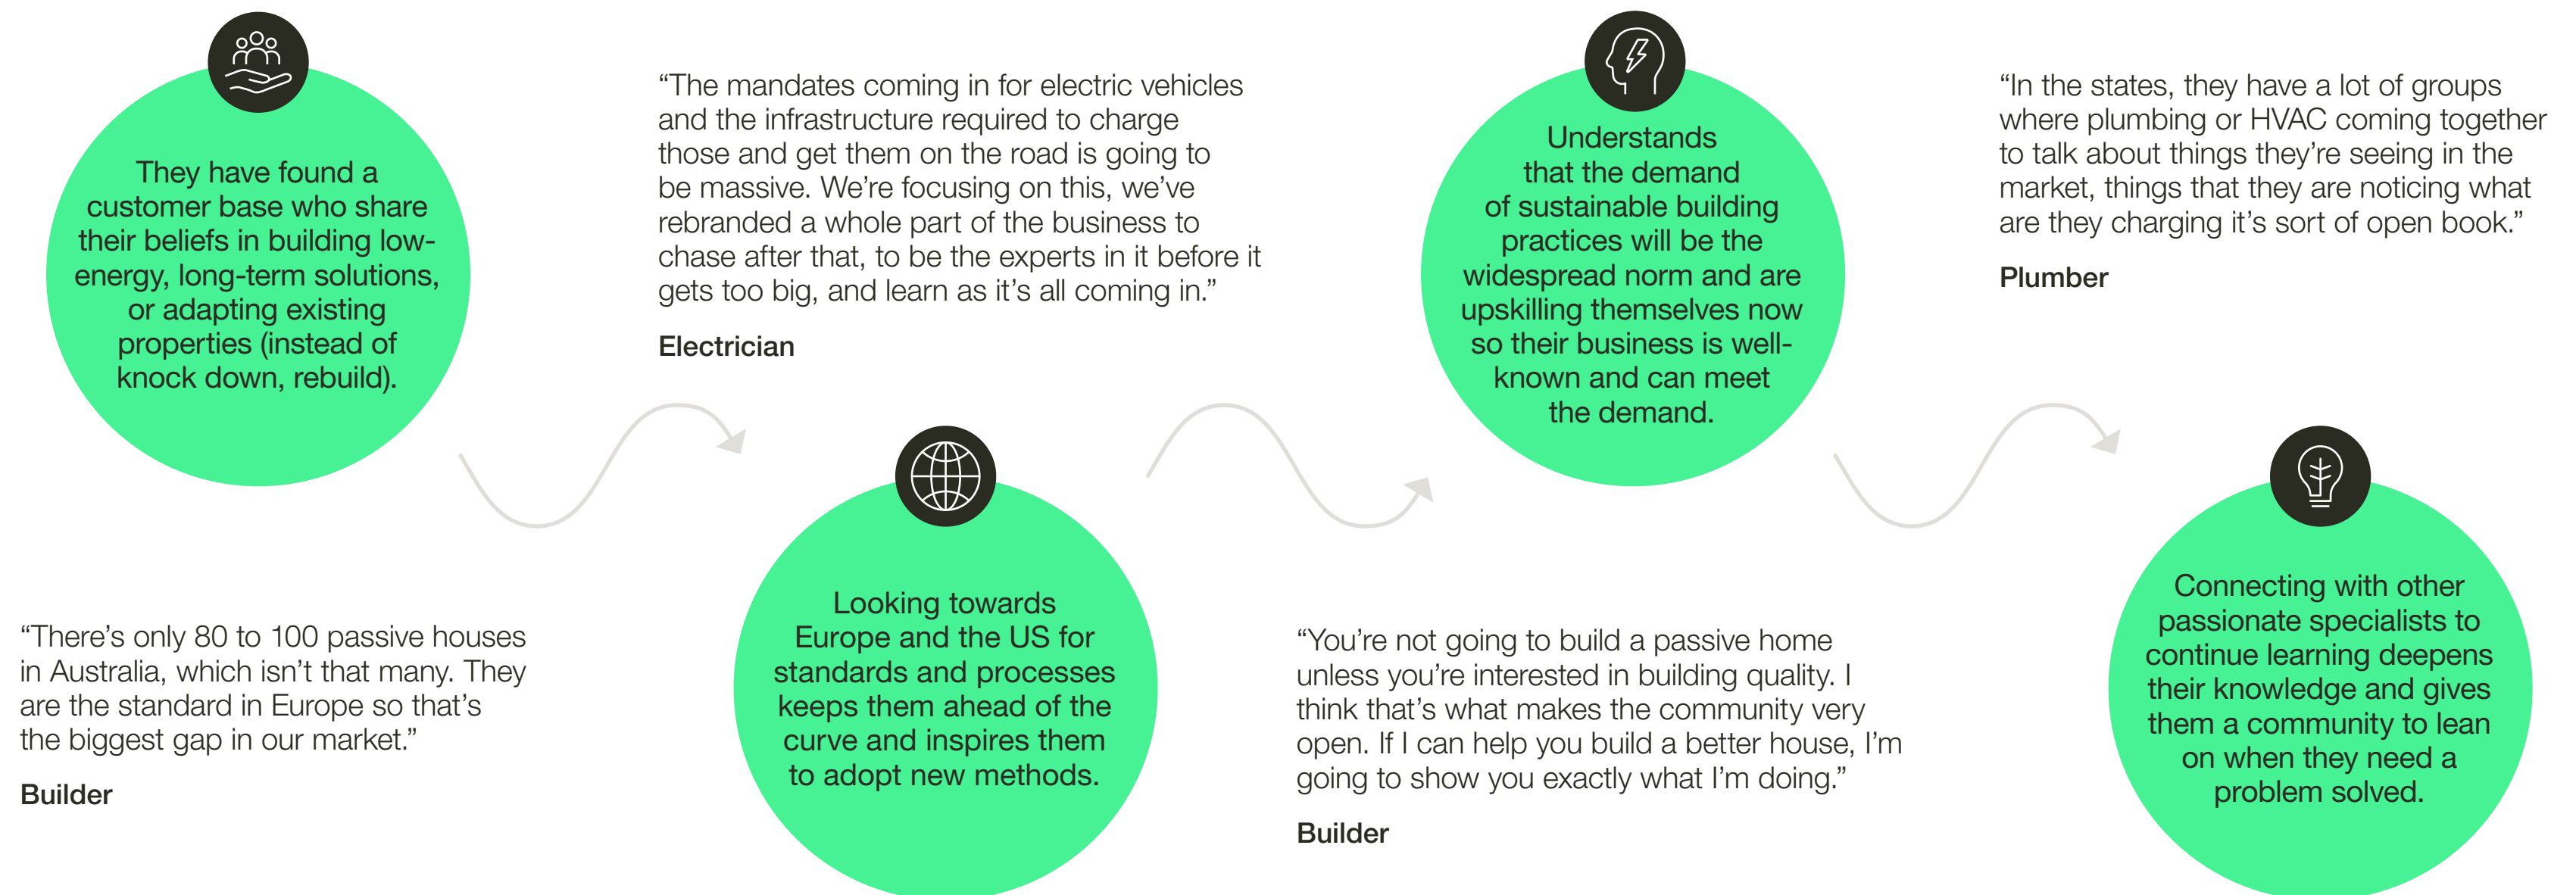 They have found a
customer base who share
their beliefs in building low-
energy, long-term solutions,
or adapting existing
properties (instead of
knock down, rebuild).
“There’s only 80 to 100 passive houses
in Australia, which isn’t that many. They
are the standard in Europe so that’s
the biggest gap in our market.”
Builder
“The mandates coming in for electric vehicles
and the infrastructure required to charge
those and get them on the road is going to
be massive. We’re focusing on this, we’ve
rebranded a whole part of the business to
chase after that, to be the experts in it before it
gets too big, and learn as it’s all coming in.”
Electrician
Looking towards
Europe and the US for
standards and processes
keeps them ahead of the
curve and inspires them
to adopt new methods.
Understands
that the demand
of sustainable building
practices will be the
widespread norm and are
upskilling themselves now
so their business is well-
known and can meet
the demand.
“You’re not going to build a passive home
unless you’re interested in building quality. I
think that’s what makes the community very
open. If I can help you build a better house, I’m
going to show you exactly what I’m doing.”
Builder
“In the states, they have a lot of groups
where plumbing or HVAC coming together
to talk about things they’re seeing in the
market, things that they are noticing what
are they charging it’s sort of open book.”
Plumber
Connecting with other
passionate specialists to
continue learning deepens
their knowledge and gives
them a community to lean
on when they need a
problem solved.